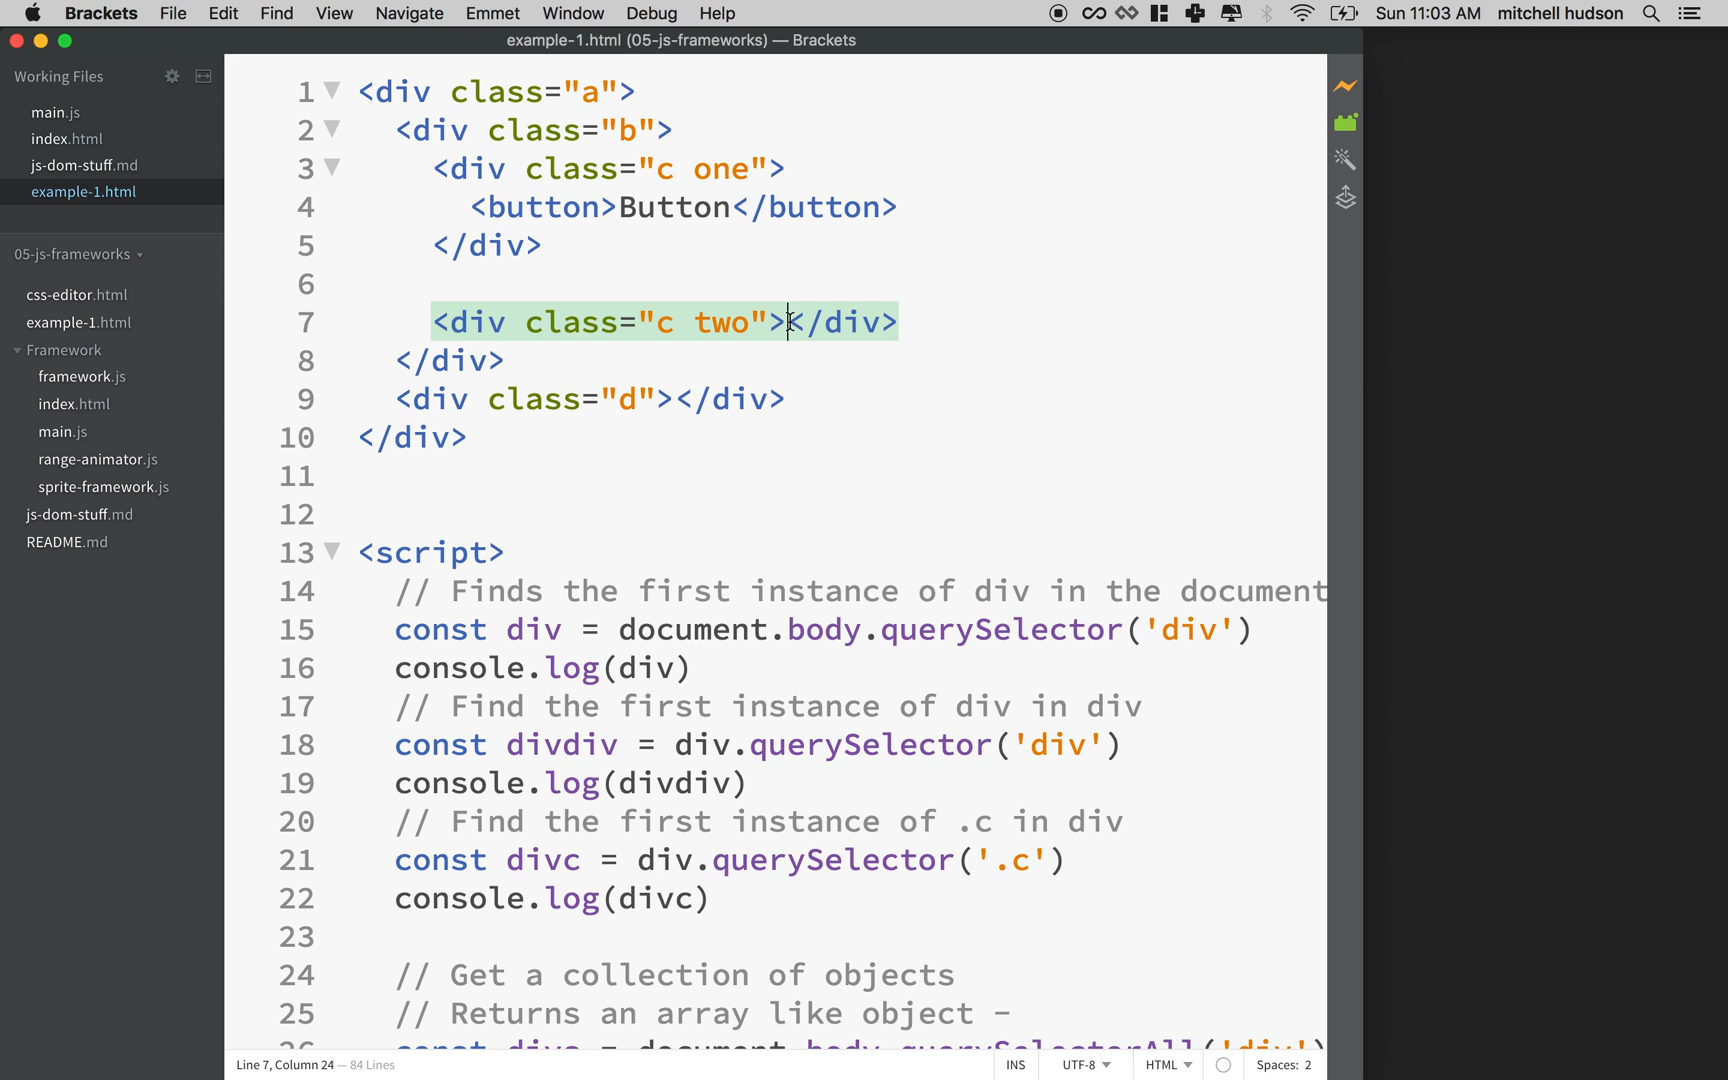 Brackets File Edit Find View Navigate Emmet Window Debug Help Sun 11:03 AM mitchell hudson
example-1.html (05-js-frameworks) — Brackets
Working Files
main.js
index.html
js-dom-stuff.md
example-1.html
05-js-frameworks
css-editor.html
example-1.html
Framework
framework.js
index.html
main.js
range-animator.js
sprite-framework.js
js-dom-stuff.md
README.md
1 <div class="a">
2 <div class="b">
3 <div class="c one">
4 <button>Button</button>
5 </div>
6
7 <div class="c two"></div>
8 </div>
9 <div class="d"></div>
10 </div>
11
12
13 <script>
14 // Finds the first instance of div in the document
15 const div = document.body.querySelector('div')
16 console.log(div)
17 // Find the first instance of div in div
18 const divdiv = div.querySelector('div')
19 console.log(divdiv)
20 // Find the first instance of .c in div
21 const divc = div.querySelector('.c')
22 console.log(divc)
23
24 // Get a collection of objects
25 // Returns an array like object -
26 const divs = document.body.querySelectorAll('div')
Line 7, Column 24 — 84 Lines INS UTF-8 HTML Spaces: 2